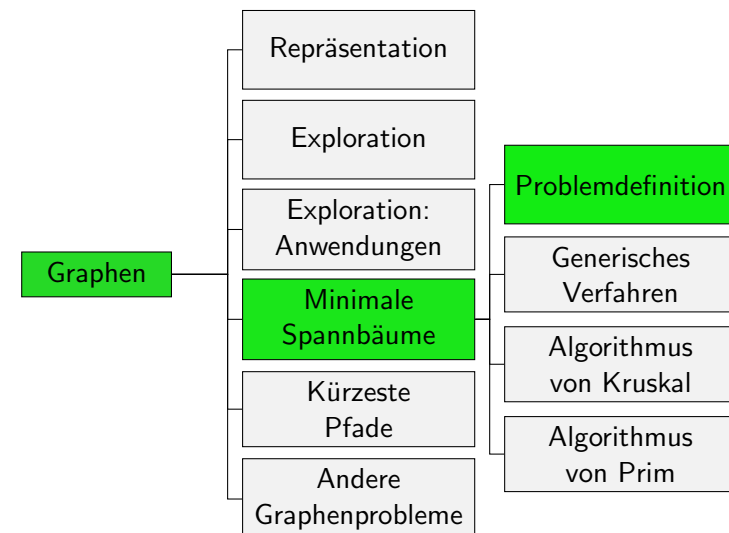 Graphen
Repräsentation
Exploration
Exploration:
Anwendungen
Minimale
Spannbäume
Kürzeste
Pfade
Andere
Graphenprobleme
Problemdefinition
Generisches
Verfahren
Algorithmus
von Kruskal
Algorithmus
von Prim